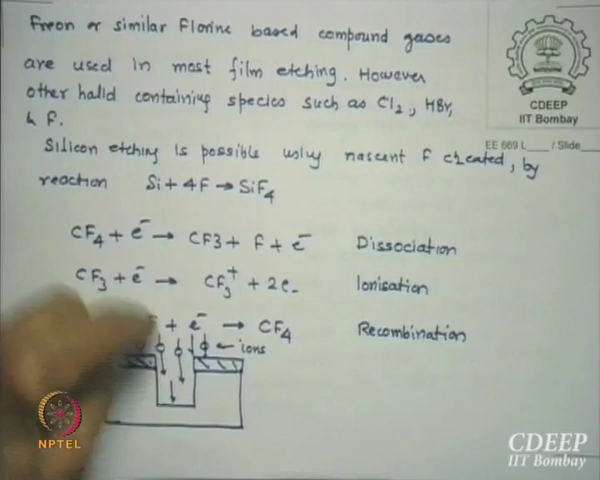 Freon or similar Florine based compound gases
are used in most film etching. However
other halid containing species such as Cl2, HBr,
& F.
Silicon etching is possible using nascent F created, by
reaction Si + 4F → SiF4
CF4 + e- → CF3 + F + e- Dissociation
CF3 + e- → CF3+ + 2e- Ionisation
+ e- → CF4 Recombination
ions
CDEEP
IIT Bombay
EE 669 L____ / Slide____
NPTEL
CDEEP
IIT Bombay